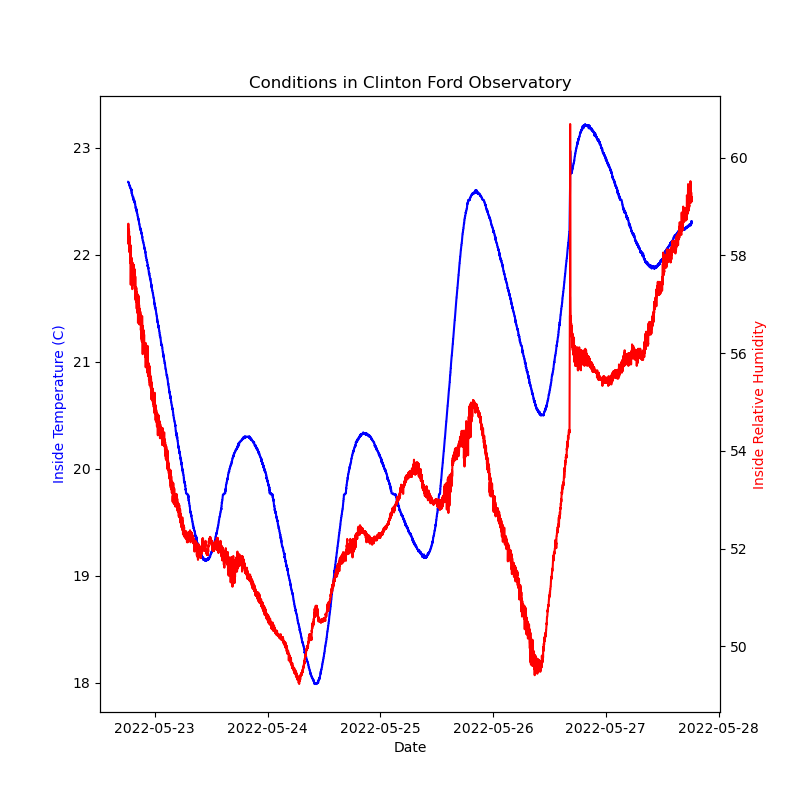 Conditions in Clinton Ford Observatory
23
22
21
20
19
18
Inside Temperature (C)
60
58
56
54
52
50
Inside Relative Humidity
2022-05-23 2022-05-24 2022-05-25 2022-05-26 2022-05-27 2022-05-28
Date